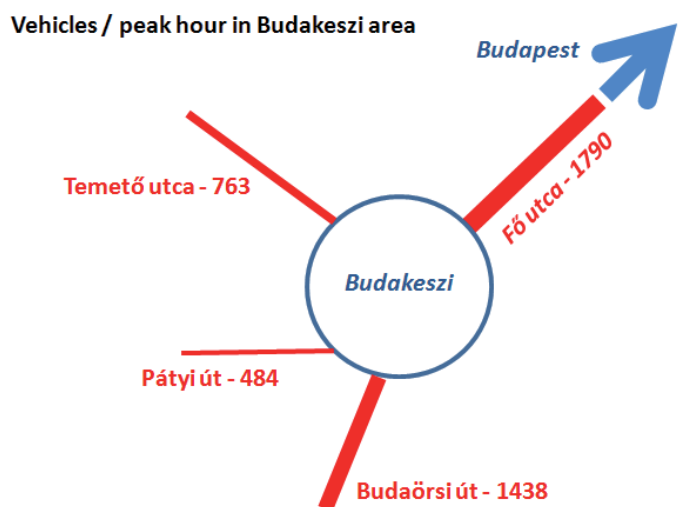 Vehicles / peak hour in Budakeszi area
Budapest
Fő utca - 1790
Temető utca - 763
Budakeszi
Pátyi út - 484
Budaörsi út - 1438